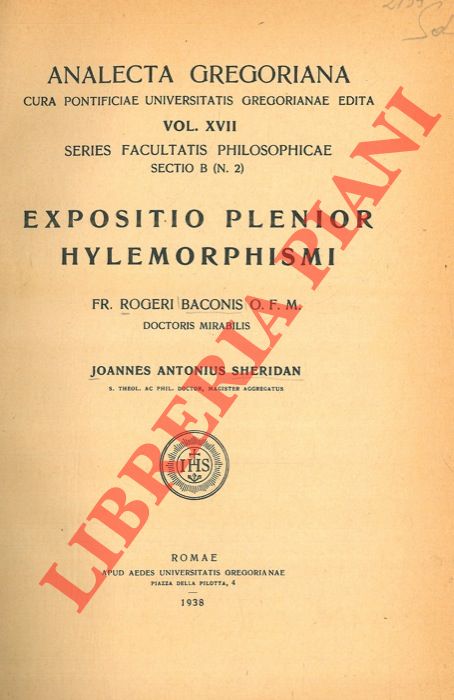 ANALECTA GREGORIANA
CURA PONTIFICIAE UNIVERSITATIS GREGORIANAE EDITA
VOL. XVII
SERIES FACULTATIS PHILOSOPHICAE
SECTIO B (N. 2)
EXPOSITIO PLENIOR
HYLEMORPHISMI
FR. ROGERI BACONIS O. F. M.
DOCTORIS MIRABILIS
JOANNES ANTONIUS SHERIDAN
S. THEOL. AC PHIL. DOCTOR, MAGISTER AGGREGATUS
IHS
ROMAE
APUD AEDES UNIVERSITATIS GREGORIANAE
PIAZZA DELLA PILOTTA, 4
1938
LIBRERIA PIANI